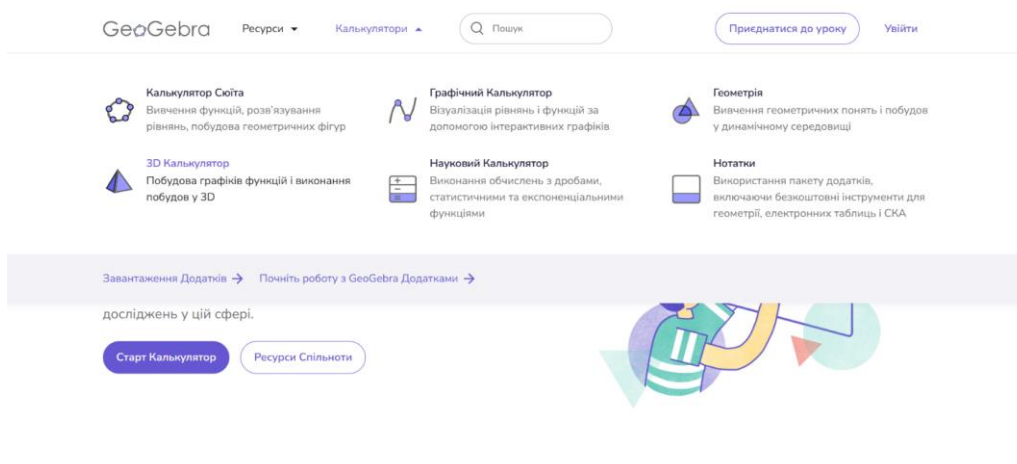 GeoGebra Ресурси Калькулятори Пошук Приєднатися до уроку Увійти
Калькулятор Сюїта
Вивчення функцій, розв'язування
рівнянь, побудова геометричних фігур
Графічний Калькулятор
Візуалізація рівнянь і функцій за
допомогою інтерактивних графіків
Геометрія
Вивчення геометричних понять і побудов
у динамічному середовищі
3D Калькулятор
Побудова графіків функцій і виконання
побудов у 3D
Науковий Калькулятор
Виконання обчислень з дробами,
статистичними та експоненціальними
функціями
Нотатки
Використання пакету додатків,
включаючи безкоштовні інструменти для
геометрії, електронних таблиць і СКА
Завантаження Додатків → Почніть роботу з GeoGebra Додатками →
досліджень у цій сфері.
Старт Калькулятор Ресурси Спільноти